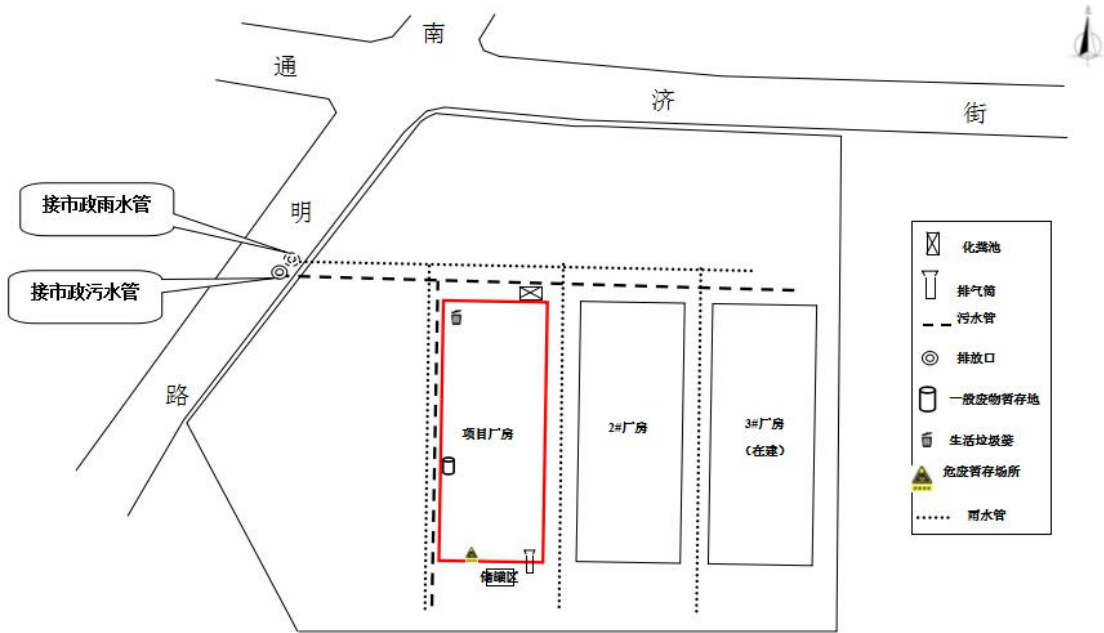 南
通
济
街
明
路
接市政雨水管
接市政污水管
项目厂房
2#厂房
3#厂房
（在建）
储罐区
化粪池
排气筒
污水管
排放口
一般废物暂存地
生活垃圾篓
危废暂存场所
雨水管